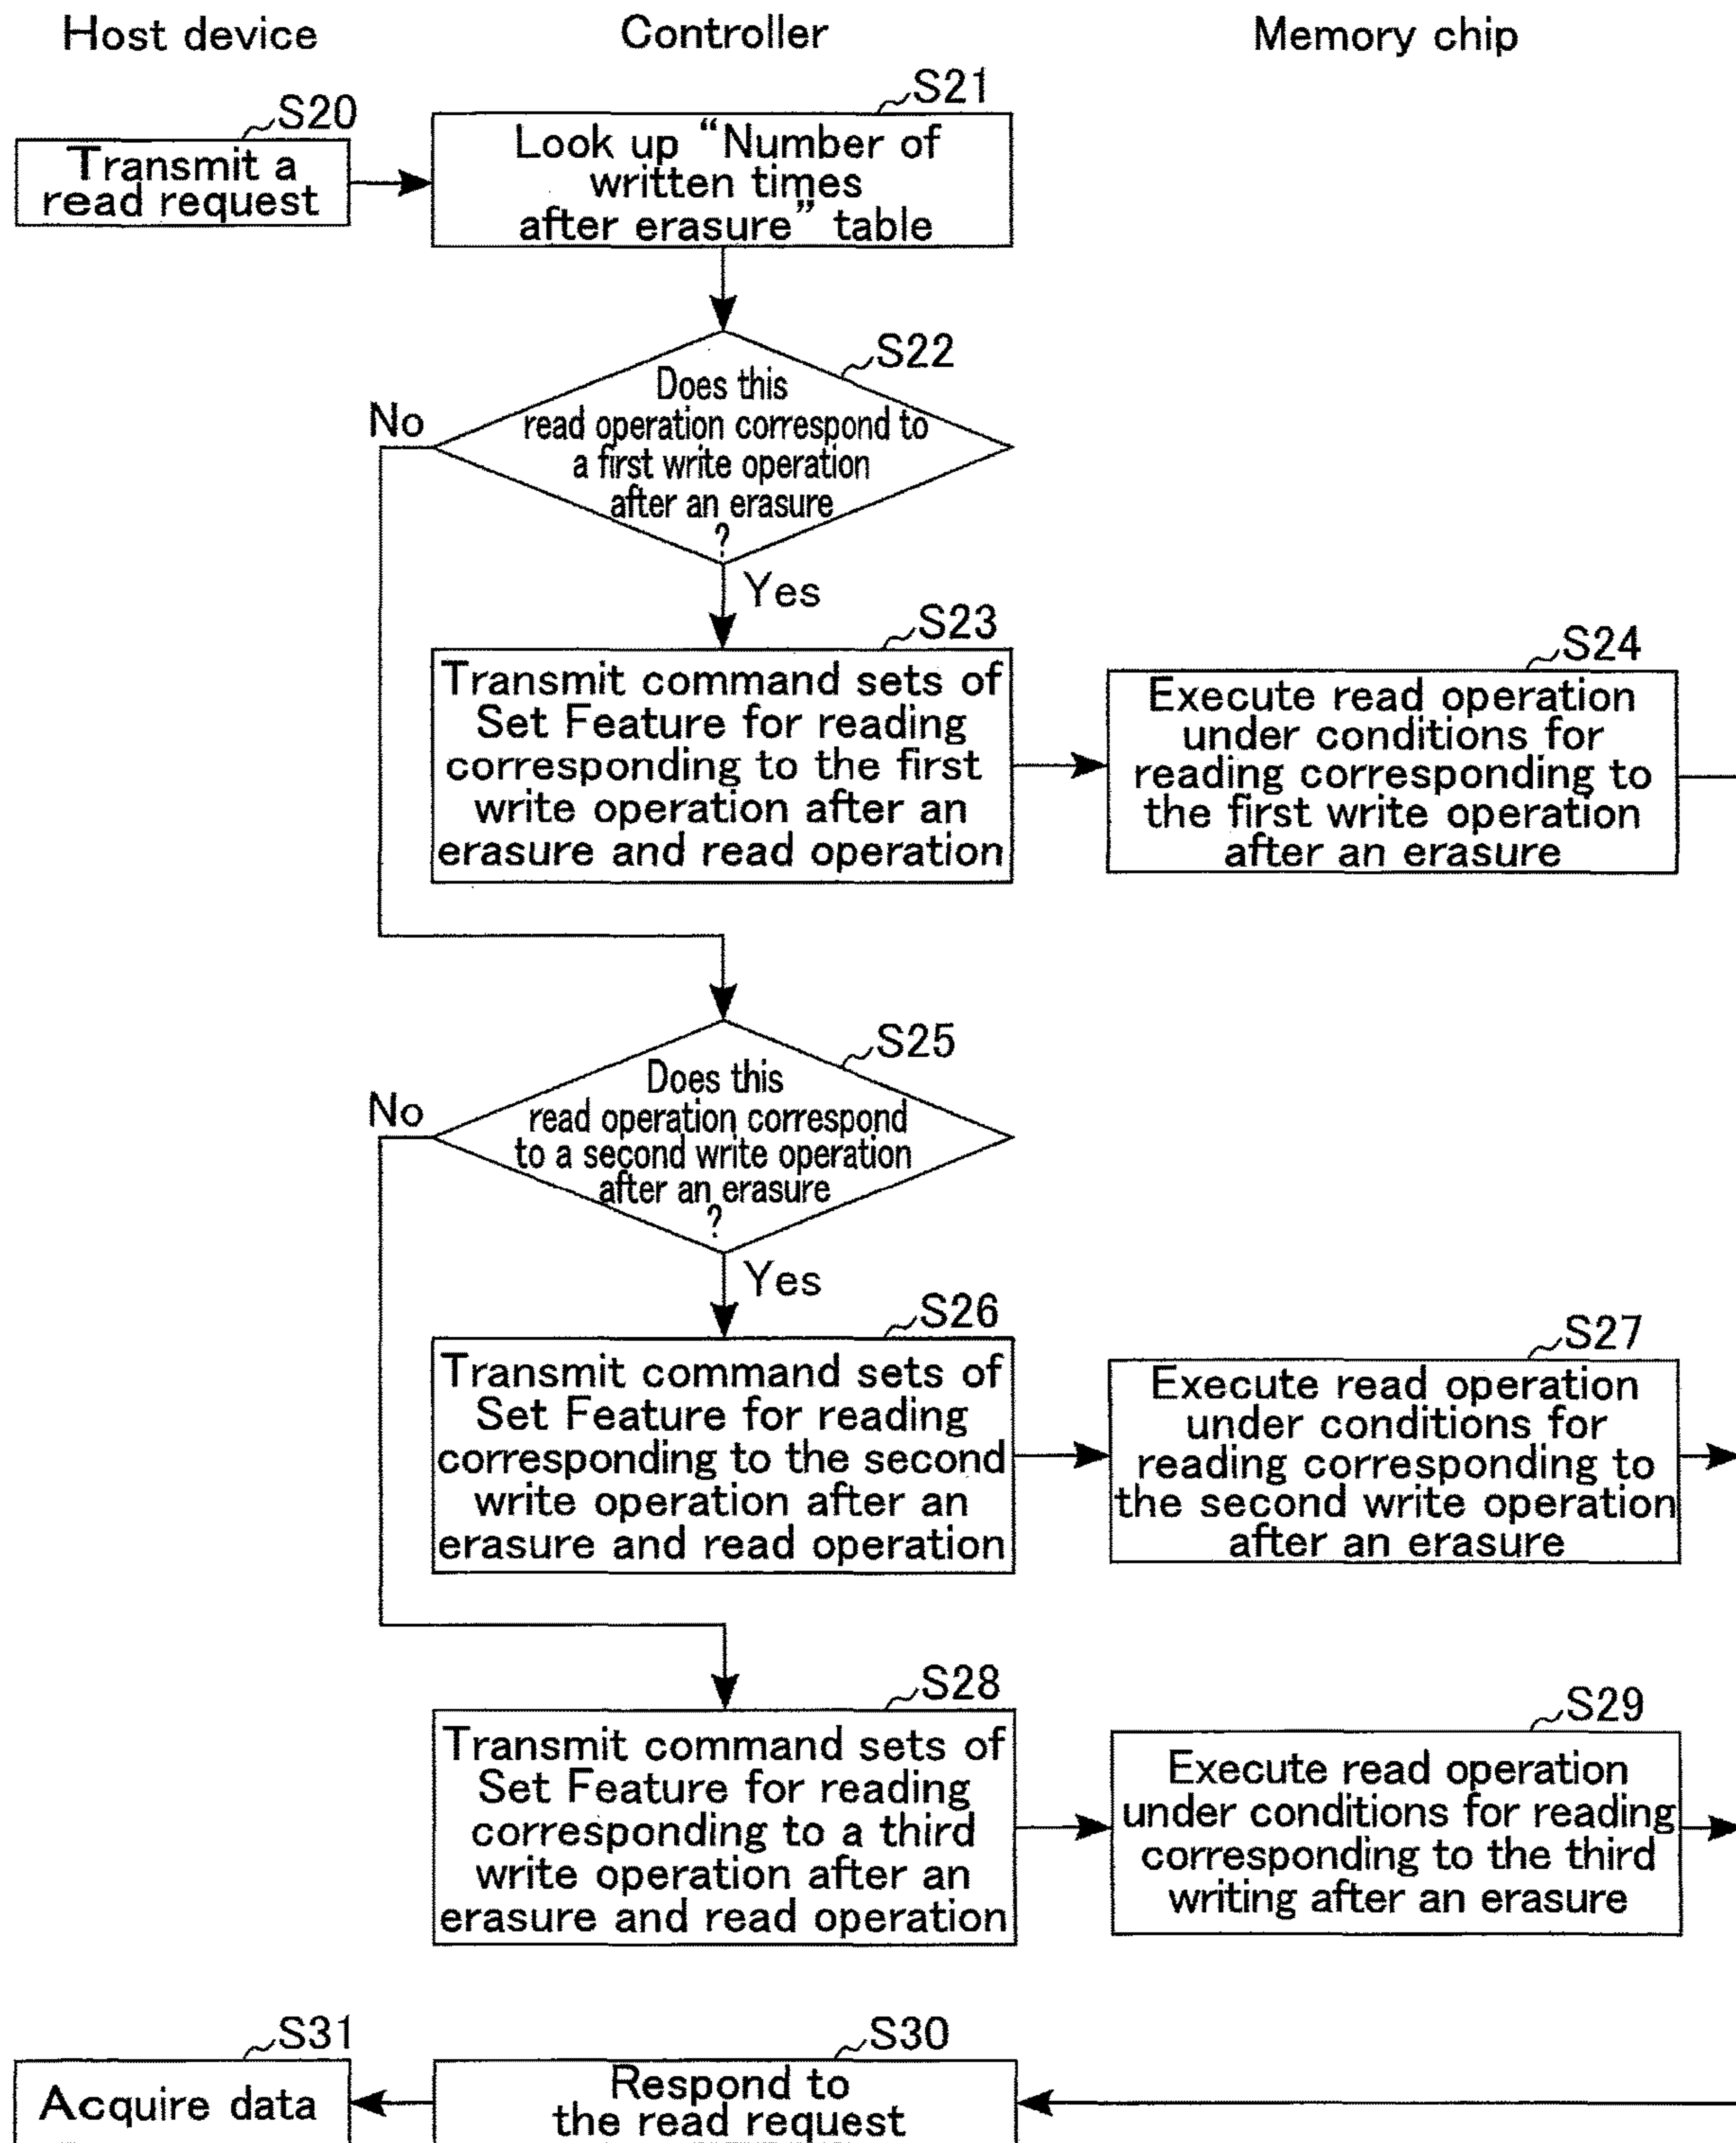 Host device
Controller
Memory chip
S20
Transmit a
read request
S21
Look up “Number of
written times
after erasure” table
S22
Does this
read operation correspond to
a first write operation
after an erasure
?
No
Yes
S23
Transmit command sets of
Set Feature for reading
corresponding to the first
write operation after an
erasure and read operation
S24
Execute read operation
under conditions for
reading corresponding to
the first write operation
after an erasure
S25
Does this
read operation correspond
to a second write operation
after an erasure
?
No
Yes
S26
Transmit command sets of
Set Feature for reading
corresponding to the second
write operation after an
erasure and read operation
S27
Execute read operation
under conditions for
reading corresponding to
the second write operation
after an erasure
S28
Transmit command sets of
Set Feature for reading
corresponding to a third
write operation after an
erasure and read operation
S29
Execute read operation
under conditions for reading
corresponding to the third
writing after an erasure
S31
Acquire data
S30
Respond to
the read request